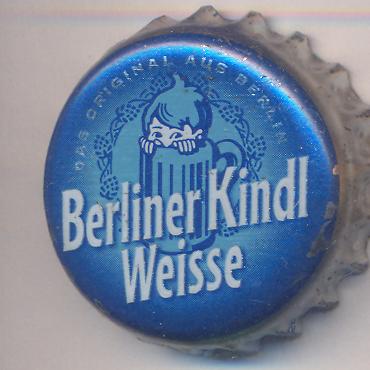 DAS ORIGINAL AUS BERLIN
Berliner Kindl
Weisse